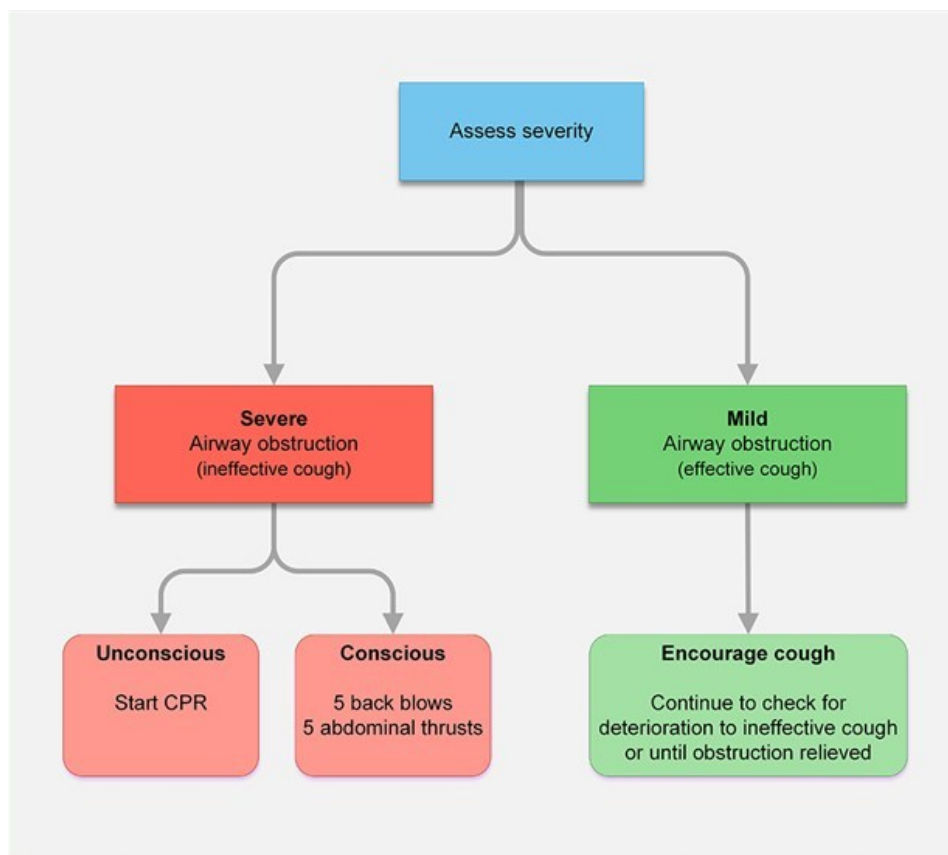 Assess severity
Severe
Airway obstruction
(ineffective cough)
Mild
Airway obstruction
(effective cough)
Unconscious
Start CPR
Conscious
5 back blows
5 abdominal thrusts
Encourage cough
Continue to check for
deterioration to ineffective cough
or until obstruction relieved